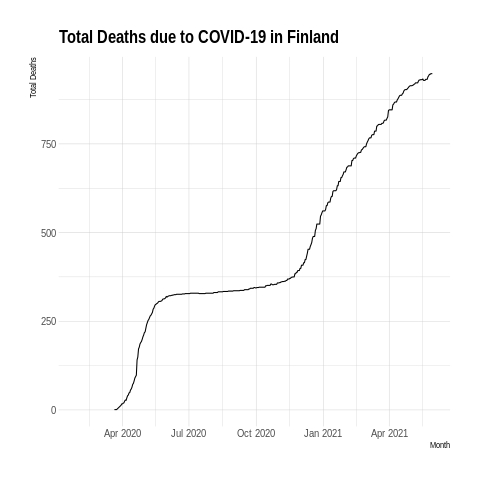 Total Deaths due to COVID-19 in Finland
Total Deaths
750
500
250
0
Apr 2020 Jul 2020 Oct 2020 Jan 2021 Apr 2021
Month